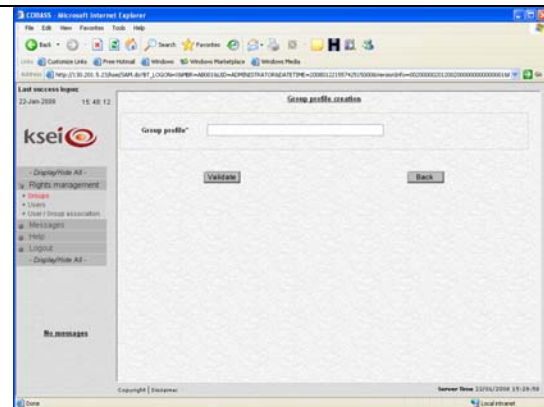 CORASS - Microsoft Internet Explorer
File Edit View Favorites Tools Help
Back Search Favorites
Links Customize Links Free Hotmail Windows Windows Marketplace Windows Media
Address Go
Last success logon:
22-Jan-2008 15:48:12
Group profile creation
ksei
Group profile*
Validate Back
- Display/Hide All -
Rights management
Groups
Users
User / Group association
Messages
Help
Logout
- Display/Hide All -
No messages
Copyright | Disclaimer
Server Time 22/01/2008 15:29:58
Done Local intranet